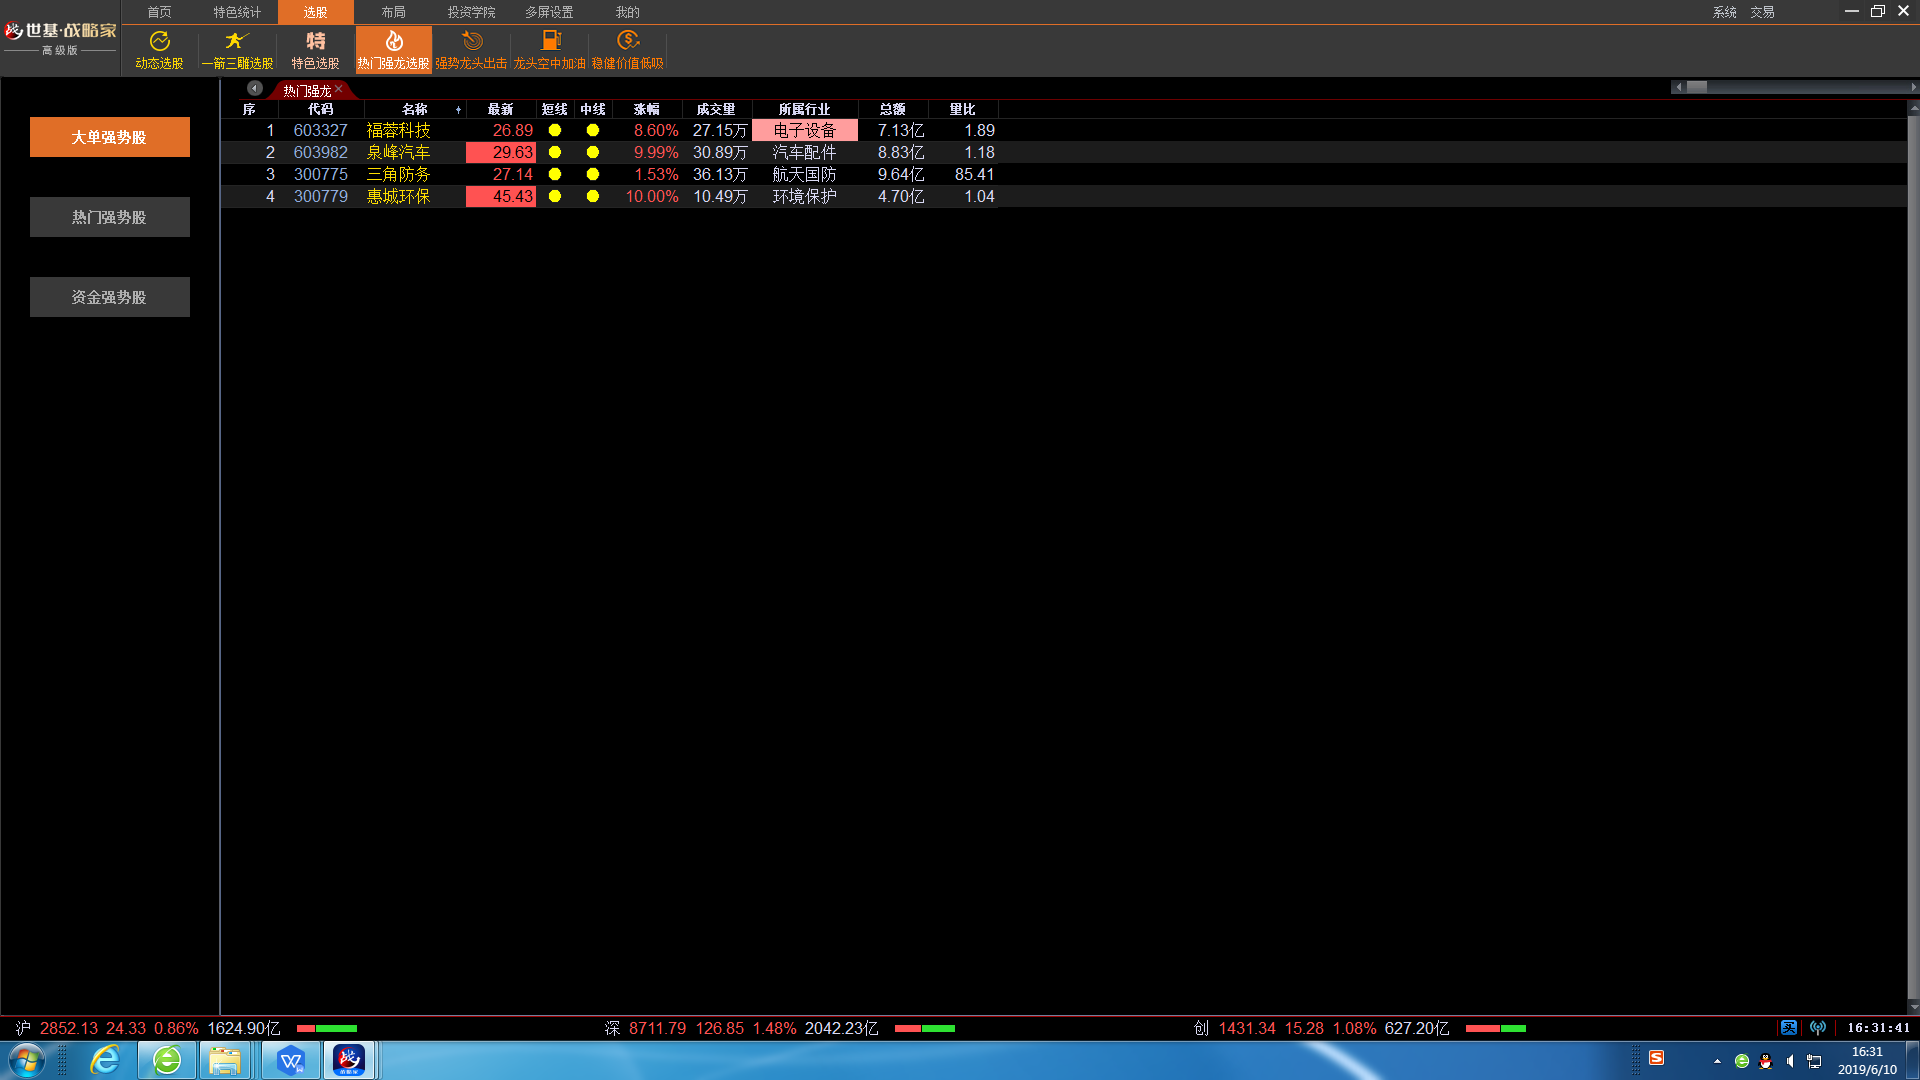 首页 特色统计 选股 布局 投资学院 多屏设置 我的 系统 交易
世基·战略家
高级版
动态选股 一箭三雕选股 特 特色选股 热门强龙选股 强势龙头出击 龙头空中加油 稳健价值低吸
热门强龙
序 代码 名称 最新 短线 中线 涨幅 成交量 所属行业 总额 量比
1 603327 福蓉科技 26.89 8.60% 27.15万 电子设备 7.13亿 1.89
2 603982 泉峰汽车 29.63 9.99% 30.89万 汽车配件 8.83亿 1.18
3 300775 三角防务 27.14 1.53% 36.13万 航天国防 9.64亿 85.41
4 300779 惠城环保 45.43 10.00% 10.49万 环境保护 4.70亿 1.04
大单强势股
热门强势股
资金强势股
沪 2852.13 24.33 0.86% 1624.90亿 深 8711.79 126.85 1.48% 2042.23亿 创 1431.34 15.28 1.08% 627.20亿 买 16:31:41
战
战略家
S
16:31
2019/6/10